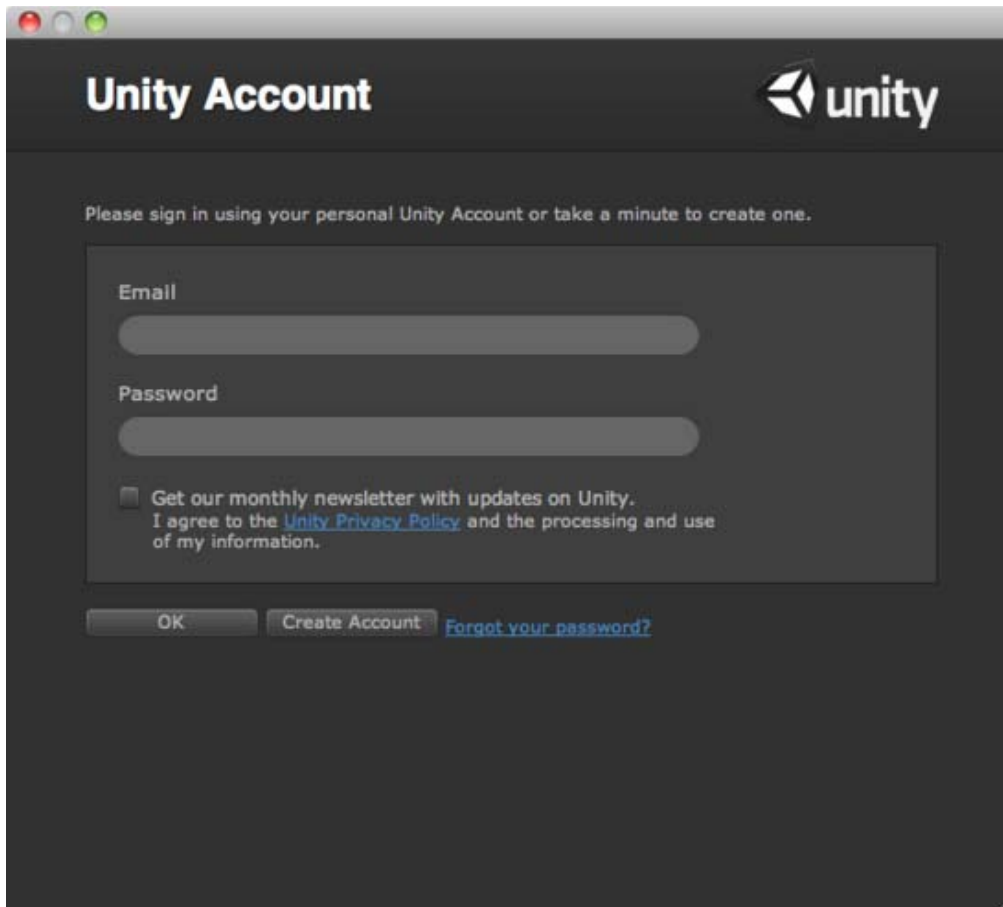 Unity Account
unity
Please sign in using your personal Unity Account or take a minute to create one.
Email
Password
Get our monthly newsletter with updates on Unity.
I agree to the Unity Privacy Policy and the processing and use
of my information.
OK
Create Account
Forgot your password?